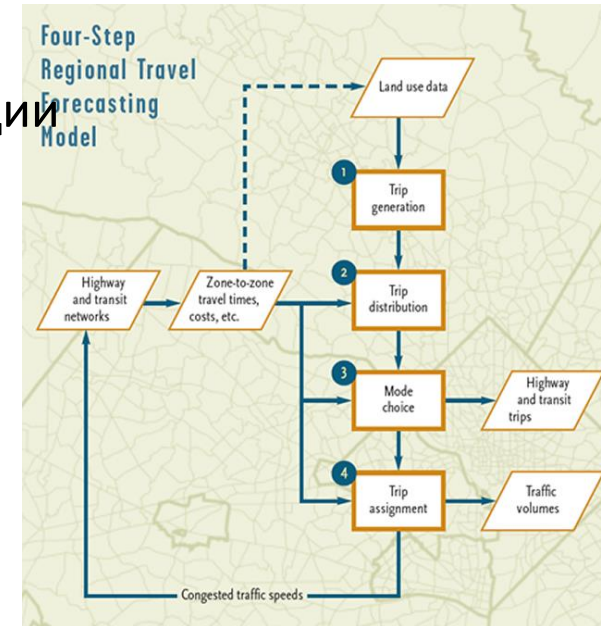 Four-Step
Regional Travel
Forecasting
Model
ции
Land use data
1
Trip
generation
2
Trip
distribution
Highway
and transit
networks
Zone-to-zone
travel times,
costs, etc.
3
Mode
choice
Highway
and transit
trips
4
Trip
assignment
Traffic
volumes
Congested traffic speeds